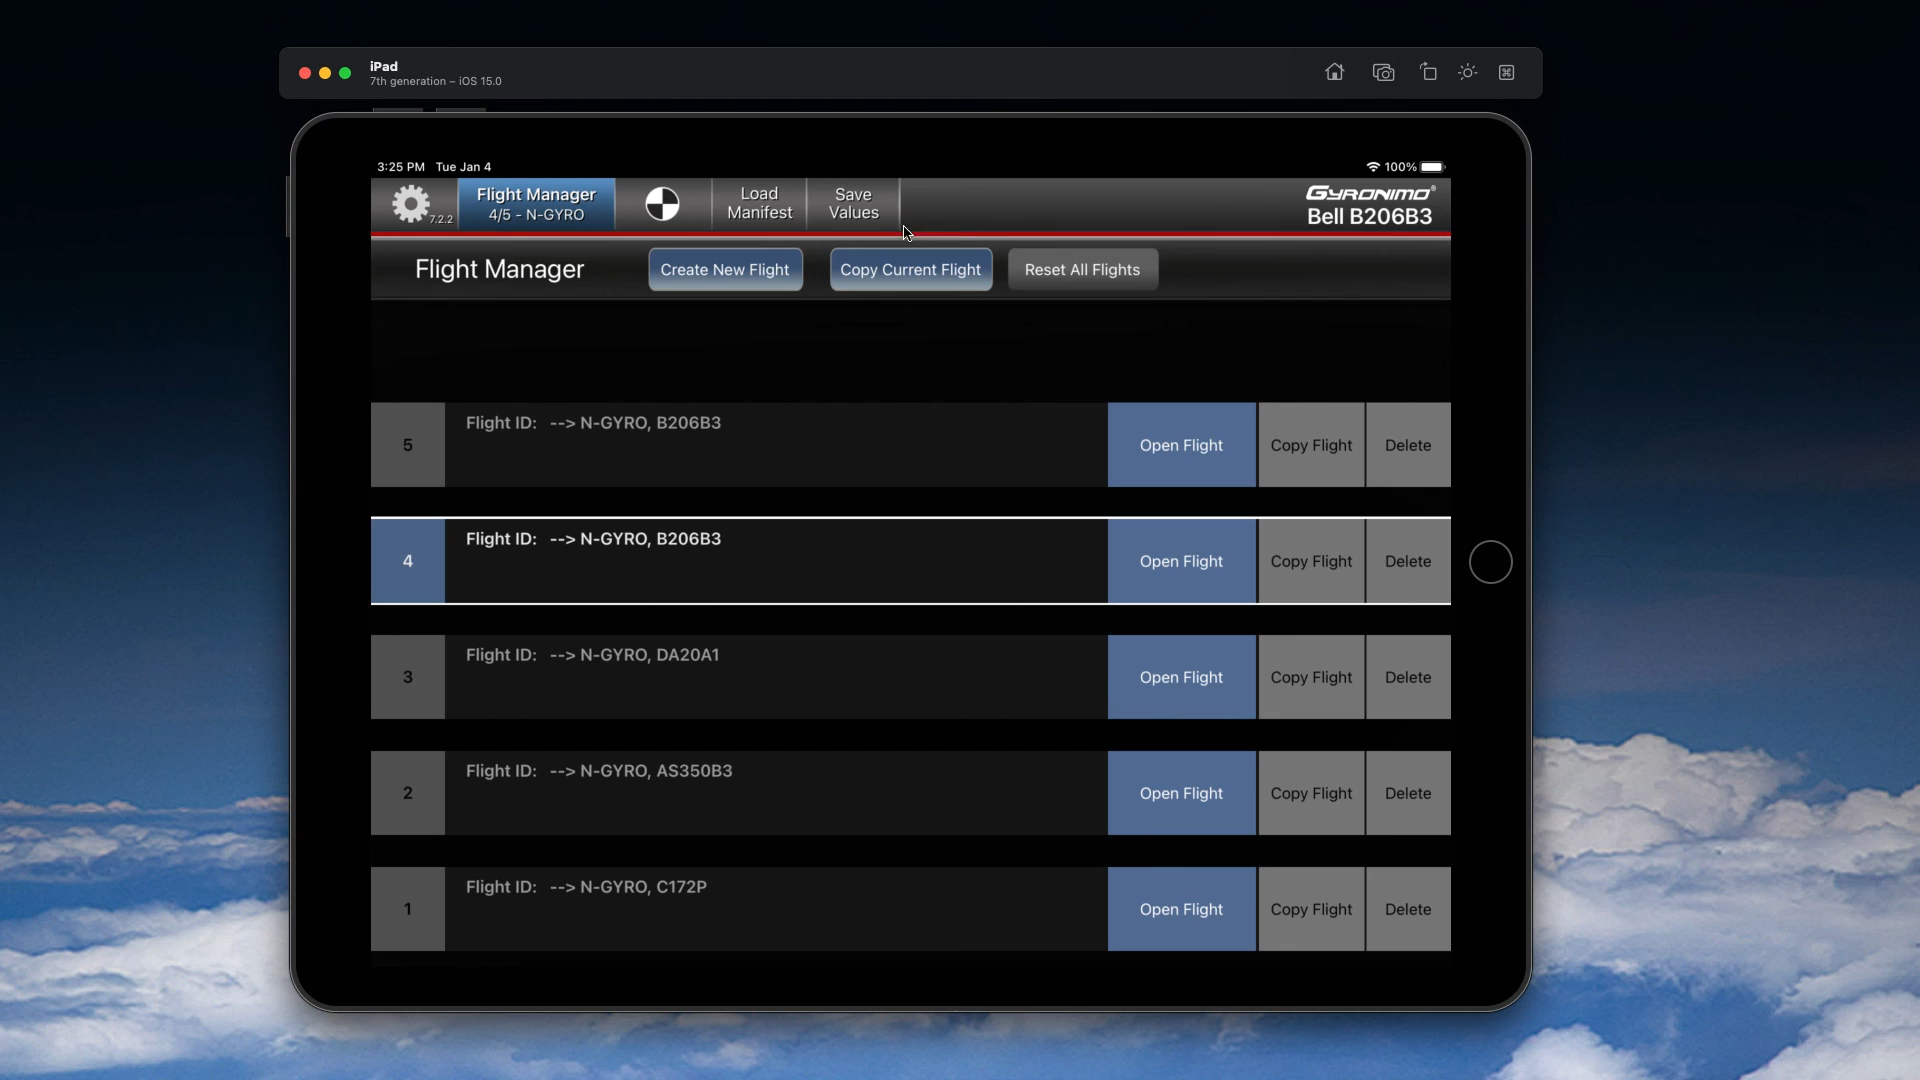 iPad
7th generation – iOS 15.0
3:25 PM Tue Jan 4
100%
7.2.2
Flight Manager
4/5 - N-GYRO
Load
Manifest
Save
Values
GYRONIMO®
Bell B206B3
Flight Manager
Create New Flight
Copy Current Flight
Reset All Flights
5
Flight ID: --> N-GYRO, B206B3
Open Flight
Copy Flight
Delete
4
Flight ID: --> N-GYRO, B206B3
Open Flight
Copy Flight
Delete
3
Flight ID: --> N-GYRO, DA20A1
Open Flight
Copy Flight
Delete
2
Flight ID: --> N-GYRO, AS350B3
Open Flight
Copy Flight
Delete
1
Flight ID: --> N-GYRO, C172P
Open Flight
Copy Flight
Delete